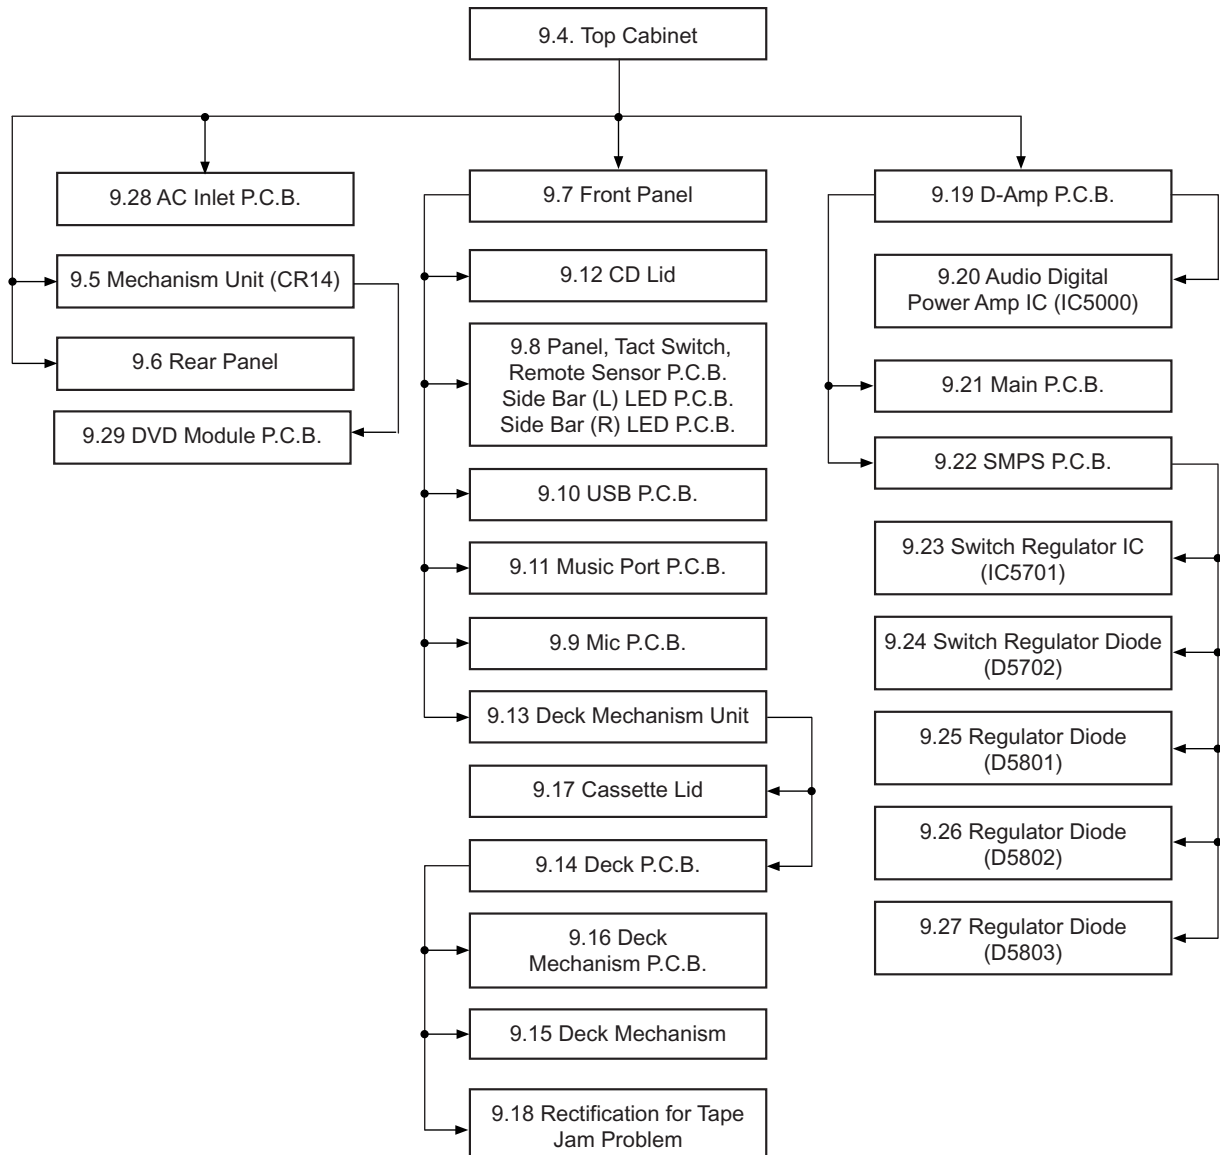 9.4. Top Cabinet
9.28 AC Inlet P.C.B.
9.5 Mechanism Unit (CR14)
9.6 Rear Panel
9.29 DVD Module P.C.B.
9.7 Front Panel
9.12 CD Lid
9.8 Panel, Tact Switch,
Remote Sensor P.C.B.
Side Bar (L) LED P.C.B.
Side Bar (R) LED P.C.B.
9.10 USB P.C.B.
9.11 Music Port P.C.B.
9.9 Mic P.C.B.
9.13 Deck Mechanism Unit
9.17 Cassette Lid
9.14 Deck P.C.B.
9.16 Deck
Mechanism P.C.B.
9.15 Deck Mechanism
9.18 Rectification for Tape
Jam Problem
9.19 D-Amp P.C.B.
9.20 Audio Digital
Power Amp IC (IC5000)
9.21 Main P.C.B.
9.22 SMPS P.C.B.
9.23 Switch Regulator IC
(IC5701)
9.24 Switch Regulator Diode
(D5702)
9.25 Regulator Diode
(D5801)
9.26 Regulator Diode
(D5802)
9.27 Regulator Diode
(D5803)